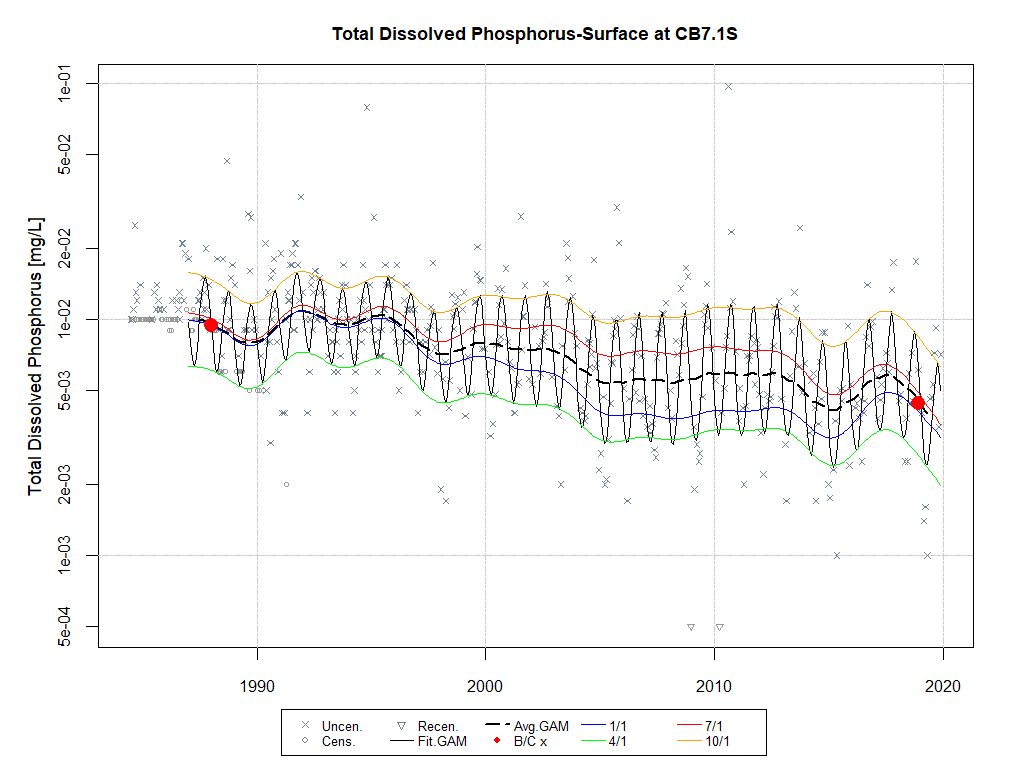 Total Dissolved Phosphorus-Surface at CB7.1S
Total Dissolved Phosphorus [mg/L]
1e-01
5e-02
2e-02
1e-02
5e-03
2e-03
1e-03
5e-04
1990 2000 2010 2020
Uncen. Recen. Avg.GAM 1/1 7/1
Cens. Fit.GAM B/C x 4/1 10/1